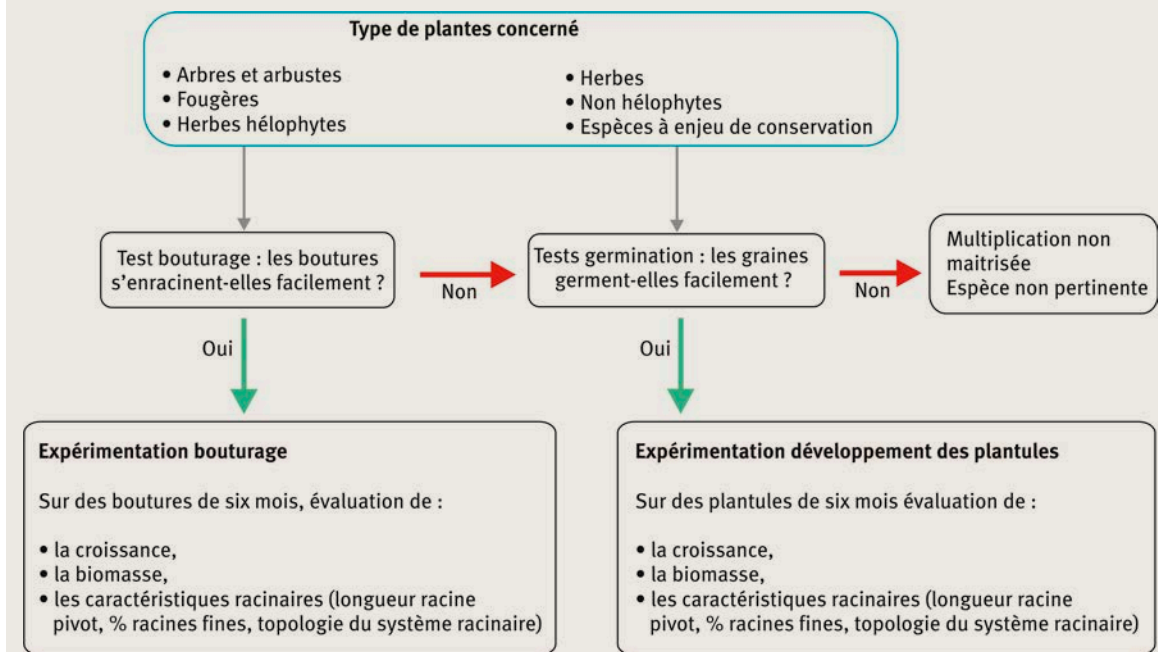 Type de plantes concerné
• Arbres et arbustes
• Fougères
• Herbes hélophytes
• Herbes
• Non hélophytes
• Espèces à enjeu de conservation
Test bouturage : les boutures
s’enracinent-elles facilement ?
Non
Tests germination : les graines
germent-elles facilement ?
Non
Multiplication non
maitrisée
Espèce non pertinente
Oui
Oui
Expérimentation bouturage
Sur des boutures de six mois, évaluation de :
• la croissance,
• la biomasse,
• les caractéristiques racinaires (longueur racine
pivot, % racines fines, topologie du système racinaire)
Expérimentation développement des plantules
Sur des plantules de six mois évaluation de :
• la croissance,
• la biomasse,
• les caractéristiques racinaires (longueur racine
pivot, % racines fines, topologie du système racinaire)